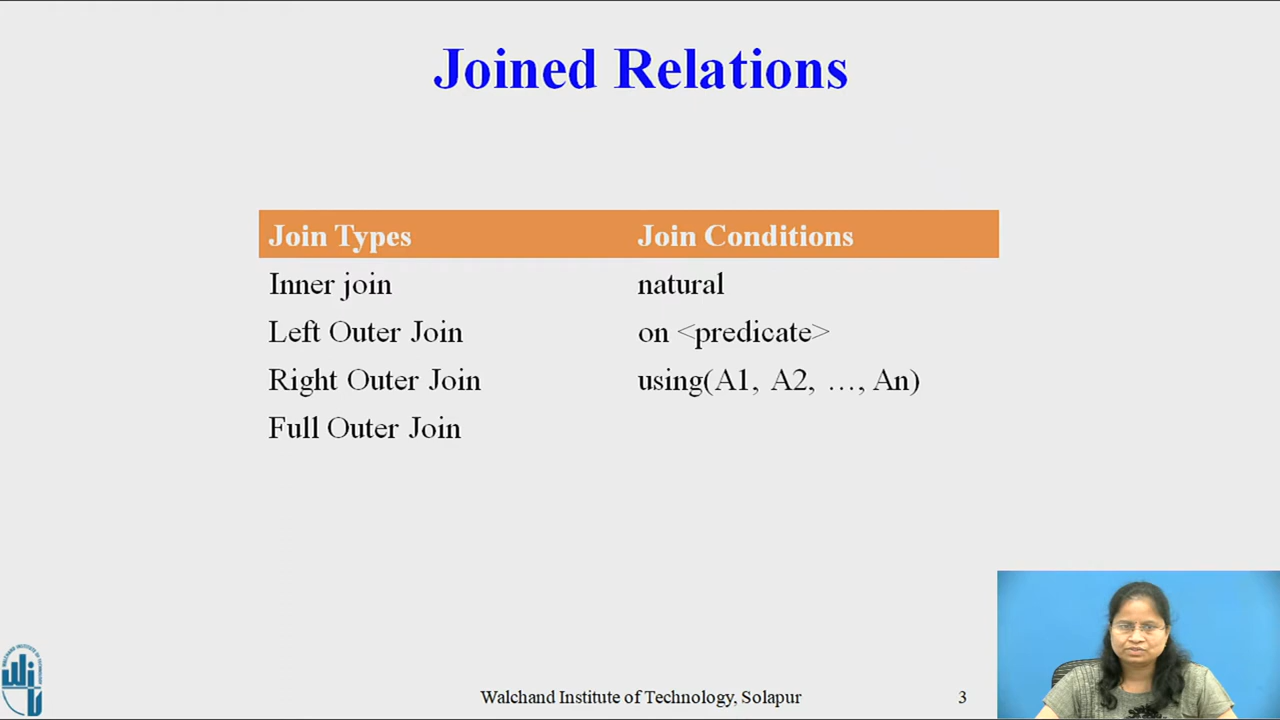 Joined Relations
Join Types Join Conditions
Inner join natural
Left Outer Join on <predicate>
Right Outer Join using(A1, A2, …, An)
Full Outer Join
Walchand Institute of Technology, Solapur 3